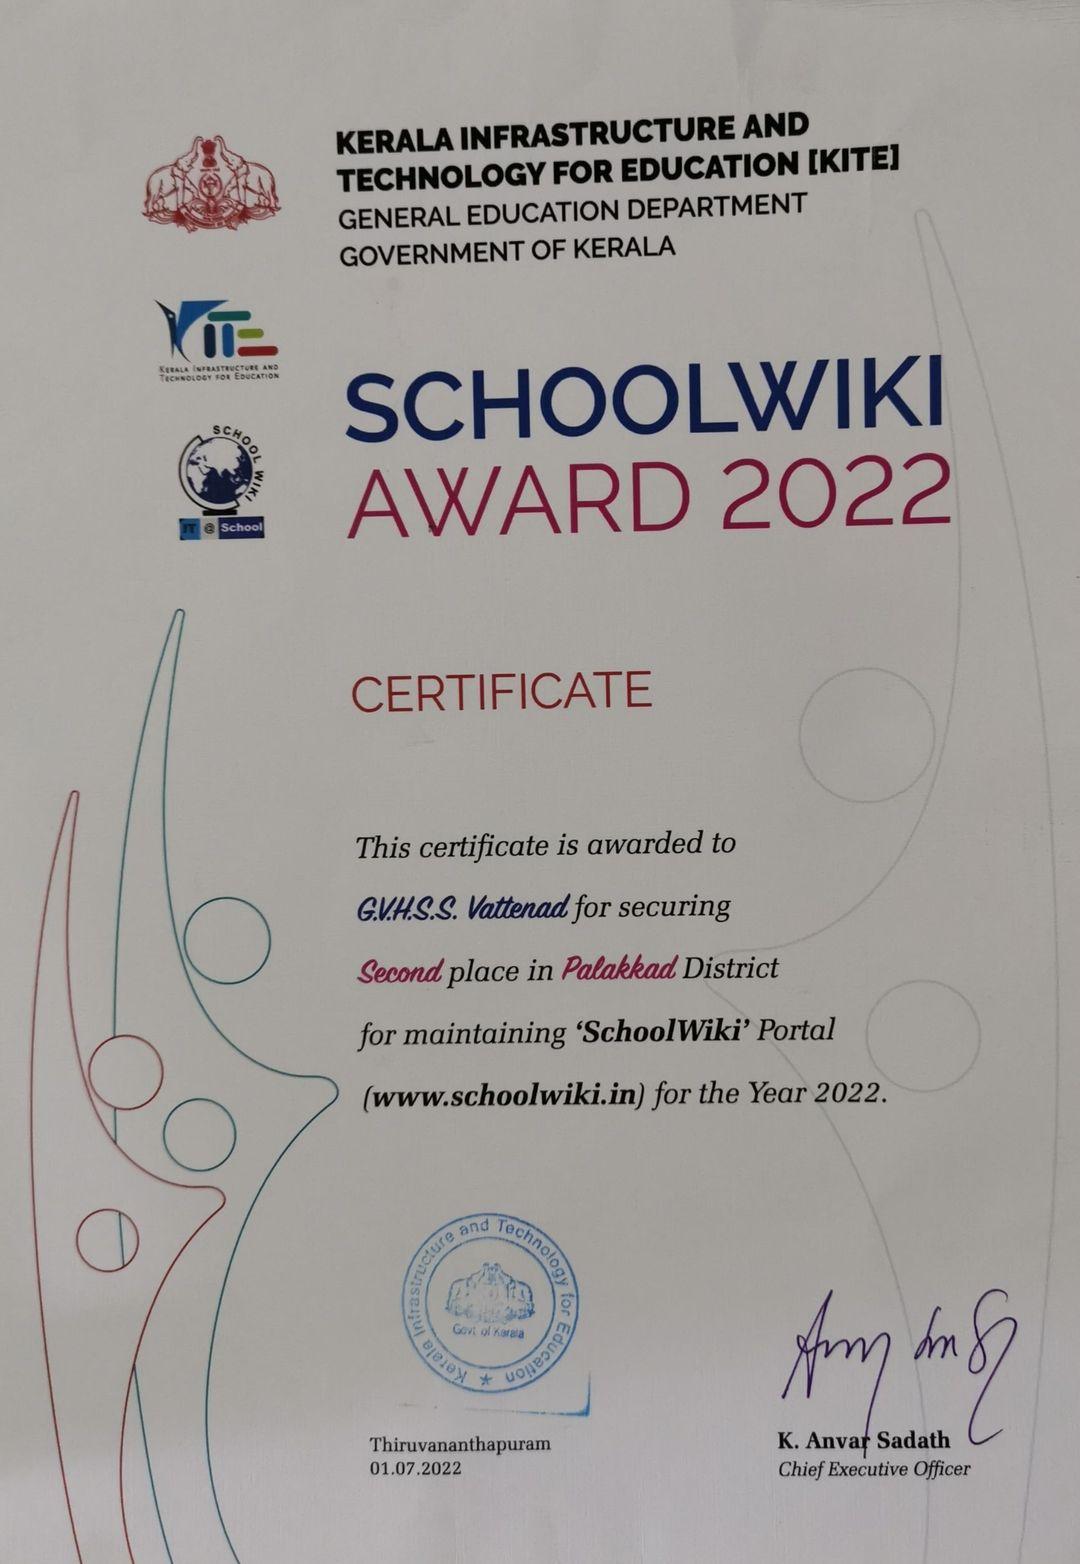 KERALA INFRASTRUCTURE AND
TECHNOLOGY FOR EDUCATION [KITE]
GENERAL EDUCATION DEPARTMENT
GOVERNMENT OF KERALA
KITE
KERALA INFRASTRUCTURE AND
TECHNOLOGY FOR EDUCATION
SCHOOL WIKI
IT @ School
SCHOOLWIKI
AWARD 2022
CERTIFICATE
This certificate is awarded to
G.V.H.S.S. Vattenad for securing
Second place in Palakkad District
for maintaining ‘SchoolWiki’ Portal
(www.schoolwiki.in) for the Year 2022.
Kerala Infrastructure and Technology for Education
Govt. of Kerala
Thiruvananthapuram
01.07.2022
K. Anvar Sadath
Chief Executive Officer